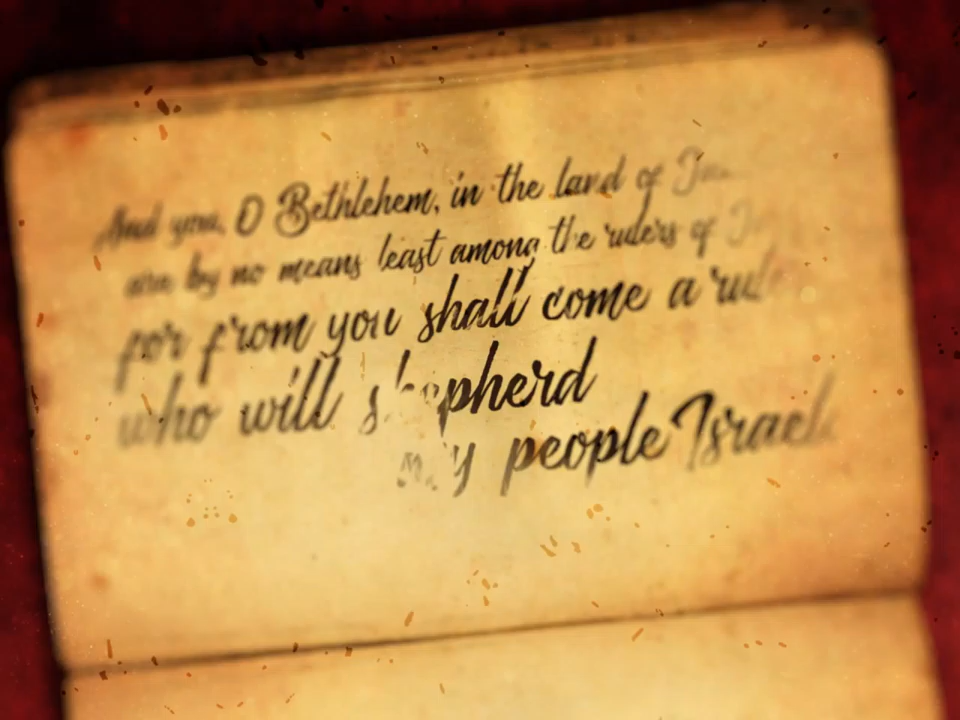 And you, O Bethlehem, in the land of
are by no means least among the rulers of
for from you shall come a
who will shepherd
my people Israel